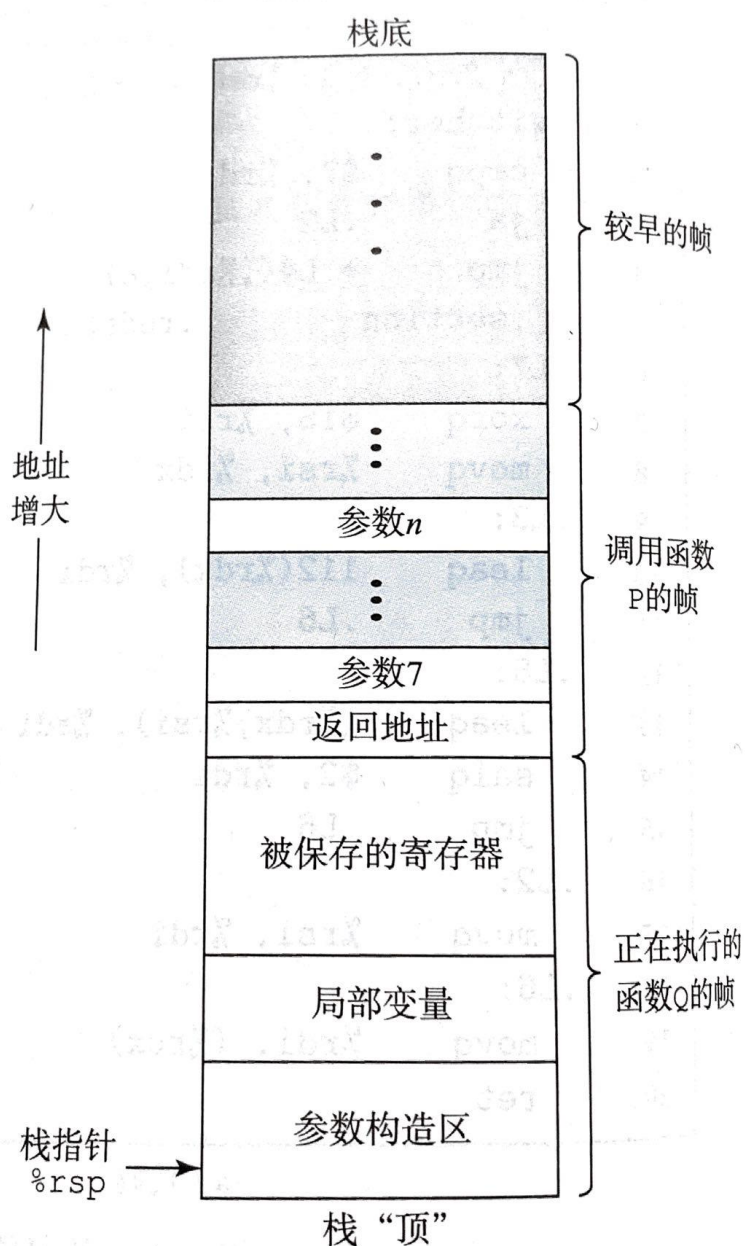 栈底
较早的帧
地址
增大
参数n
调用函数
P的帧
参数7
返回地址
被保存的寄存器
正在执行的
函数Q的帧
局部变量
参数构造区
栈指针
%rsp
栈“顶”